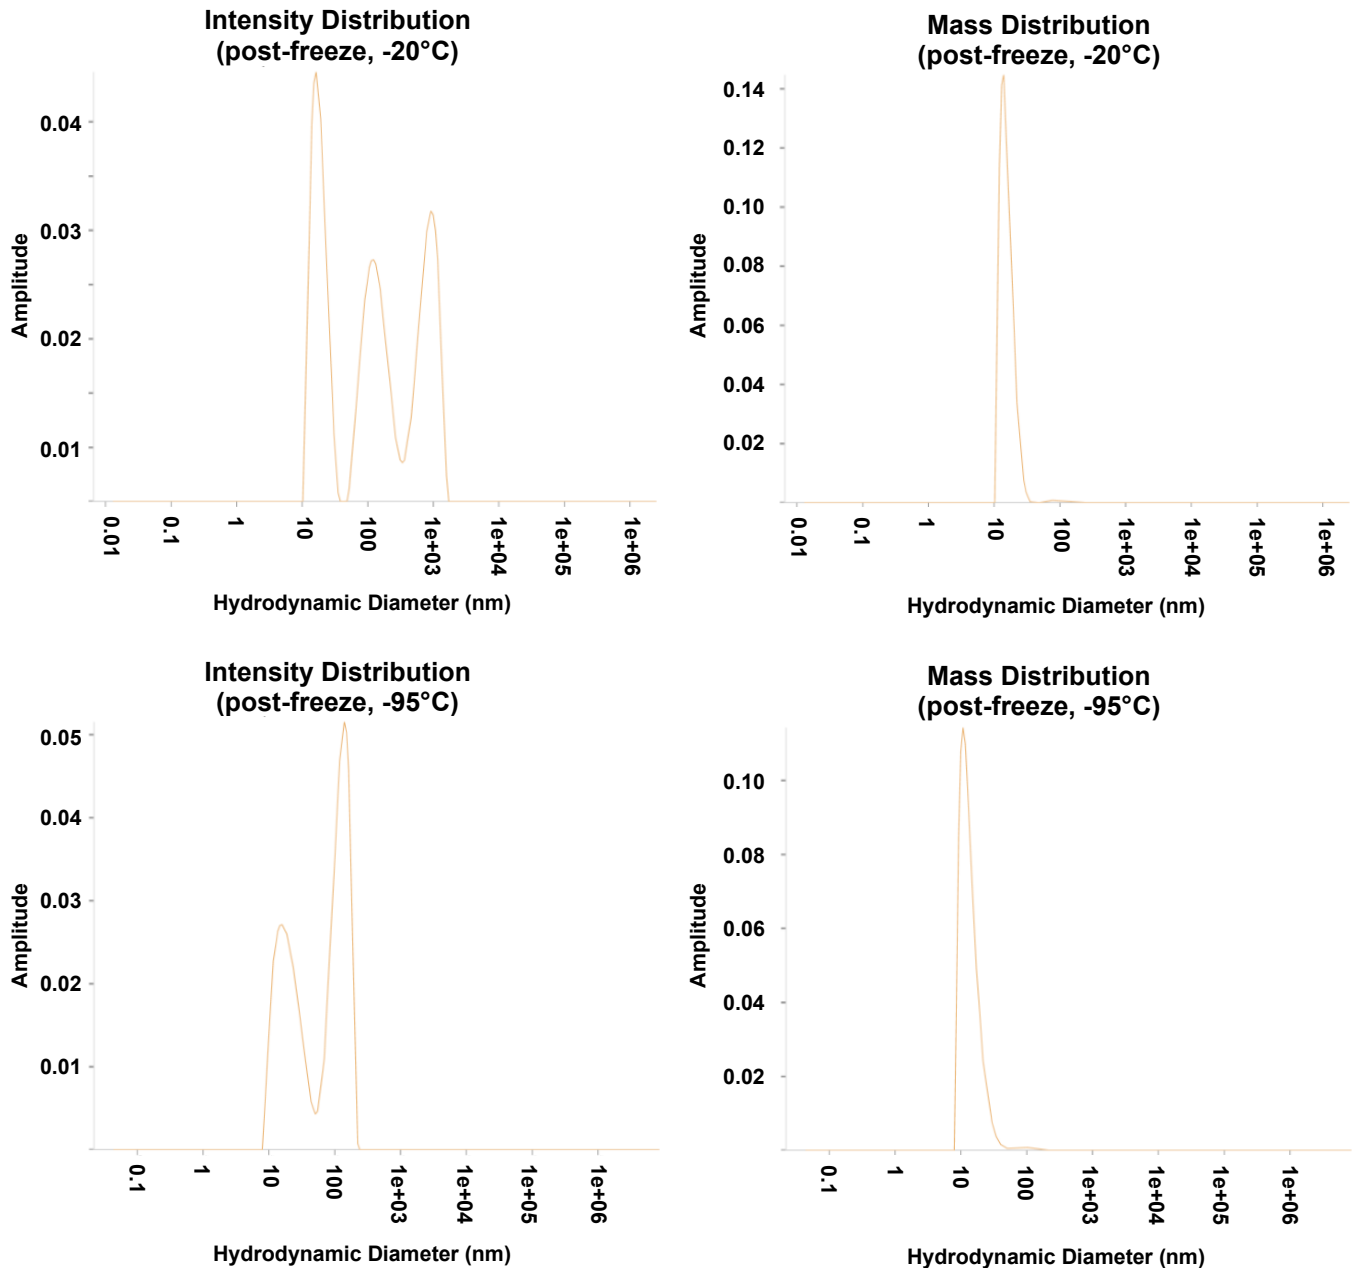 Intensity Distribution
(post-freeze, -20°C)
Amplitude
0.04
0.03
0.02
0.01
0.01
0.1
1
10
100
1e+03
1e+04
1e+05
1e+06
Hydrodynamic Diameter (nm)
Mass Distribution
(post-freeze, -20°C)
Amplitude
0.14
0.12
0.10
0.08
0.06
0.04
0.02
0.01
0.1
1
10
100
1e+03
1e+04
1e+05
1e+06
Hydrodynamic Diameter (nm)
Intensity Distribution
(post-freeze, -95°C)
Amplitude
0.05
0.04
0.03
0.02
0.01
0.1
1
10
100
1e+03
1e+04
1e+05
1e+06
Hydrodynamic Diameter (nm)
Mass Distribution
(post-freeze, -95°C)
Amplitude
0.10
0.08
0.06
0.04
0.02
0.1
1
10
100
1e+03
1e+04
1e+05
1e+06
Hydrodynamic Diameter (nm)